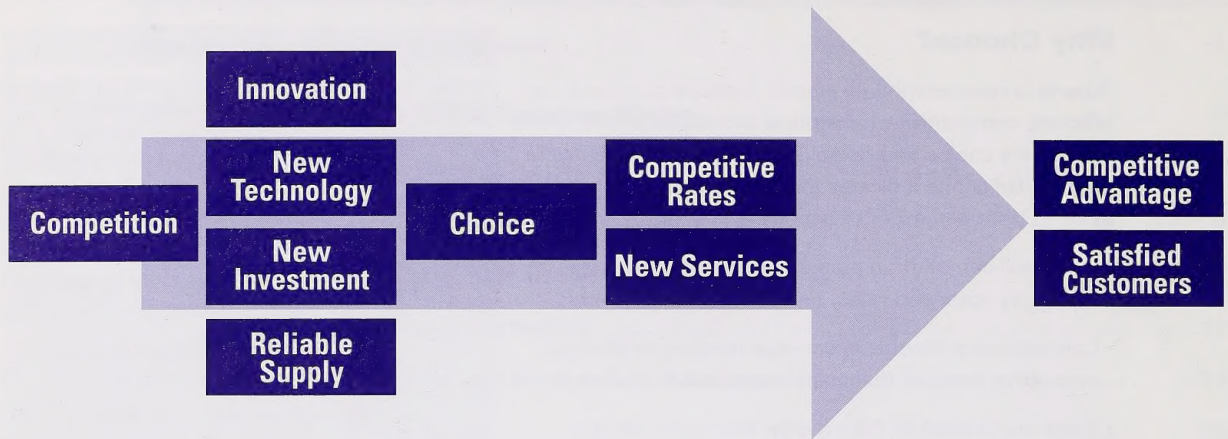 Innovation
New
Technology
New
Investment
Reliable
Supply
Competition
Choice
Competitive
Rates
New Services
Competitive
Advantage
Satisfied
Customers